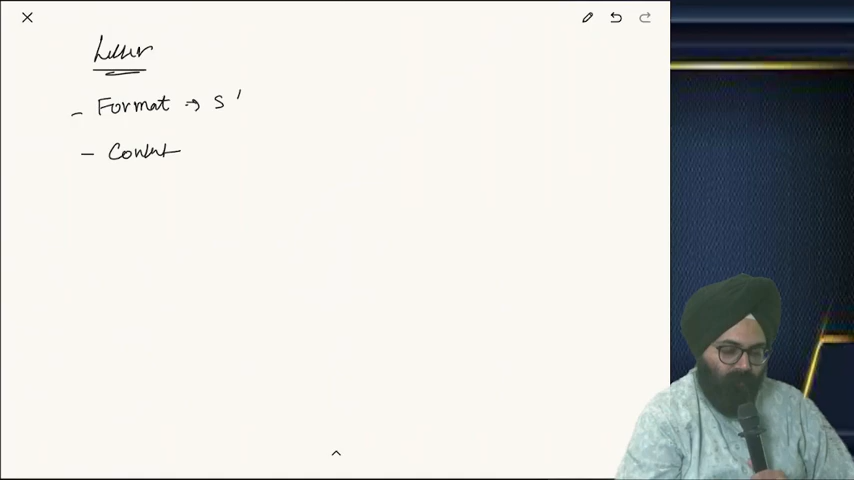 Letter
- Format → 5'
- Content